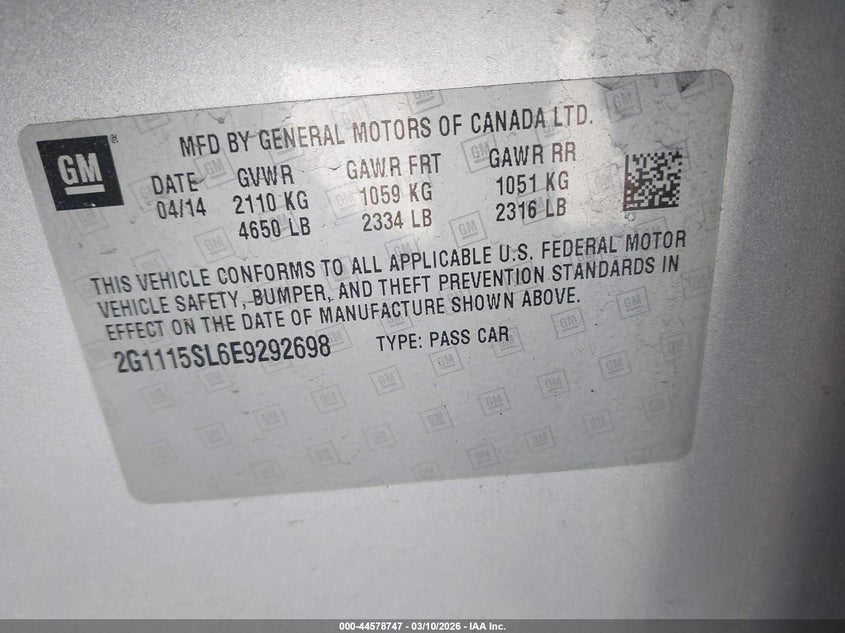 GM
MFD BY GENERAL MOTORS OF CANADA LTD.
DATE GVWR GAWR FRT GAWR RR
04/14 2110 KG 1059 KG 1051 KG
4650 LB 2334 LB 2316 LB
THIS VEHICLE CONFORMS TO ALL APPLICABLE U.S. FEDERAL MOTOR
VEHICLE SAFETY, BUMPER, AND THEFT PREVENTION STANDARDS IN
EFFECT ON THE DATE OF MANUFACTURE SHOWN ABOVE.
2G1115SL6E9292698 TYPE: PASS CAR
000-44578747 - 03/10/2026 - IAA Inc.